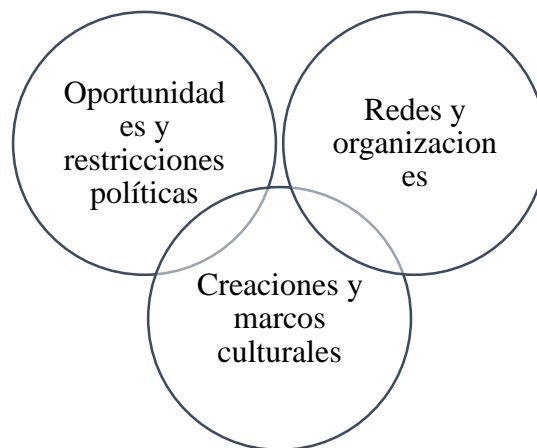 Oportunidad
es y
restricciones
políticas
Redes y
organizacion
es
Creaciones y
marcos
culturales